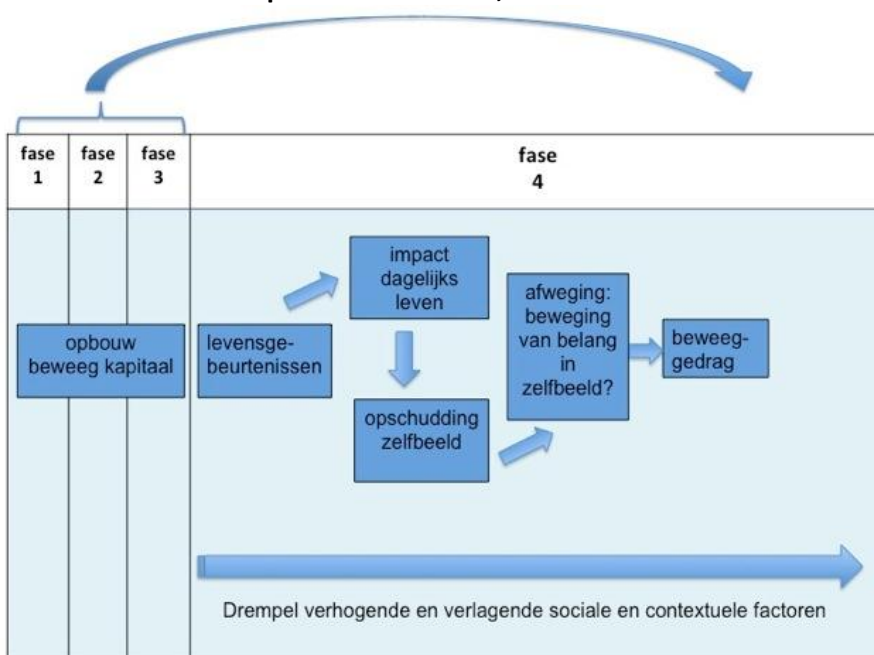 fase
1
fase
2
fase
3
fase
4
opbouw
beweeg kapitaal
levensge-
beurtenissen
impact
dagelijks
leven
opschudding
zelfbeeld
afweging:
beweging
van belang
in
zelfbeeld?
beweeg-
gedrag
Drempel verhogende en verlagende sociale en contextuele factoren